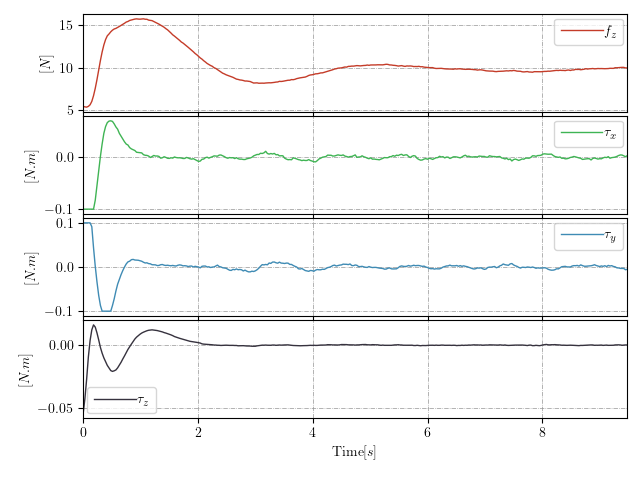 15
10
5
[N]
f_z
0.0
−0.1
[N.m]
τ_x
0.1
0.0
−0.1
[N.m]
τ_y
0.00
−0.05
[N.m]
τ_z
0 2 4 6 8
Time[s]